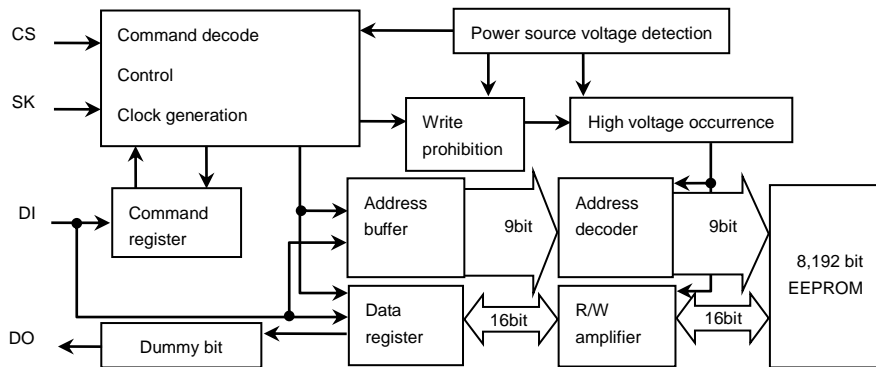 CS
Command decode
Power source voltage detection
Control
SK
Clock generation
Write
prohibition
High voltage occurrence
DI
Command
register
Address
buffer
9bit
Address
decoder
9bit
8,192 bit
EEPROM
Data
register
16bit
R/W
amplifier
16bit
DO
Dummy bit